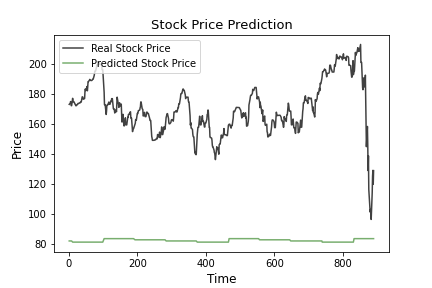 Stock Price Prediction
Real Stock Price
Predicted Stock Price
200
180
160
140
120
100
80
Price
0 200 400 600 800
Time